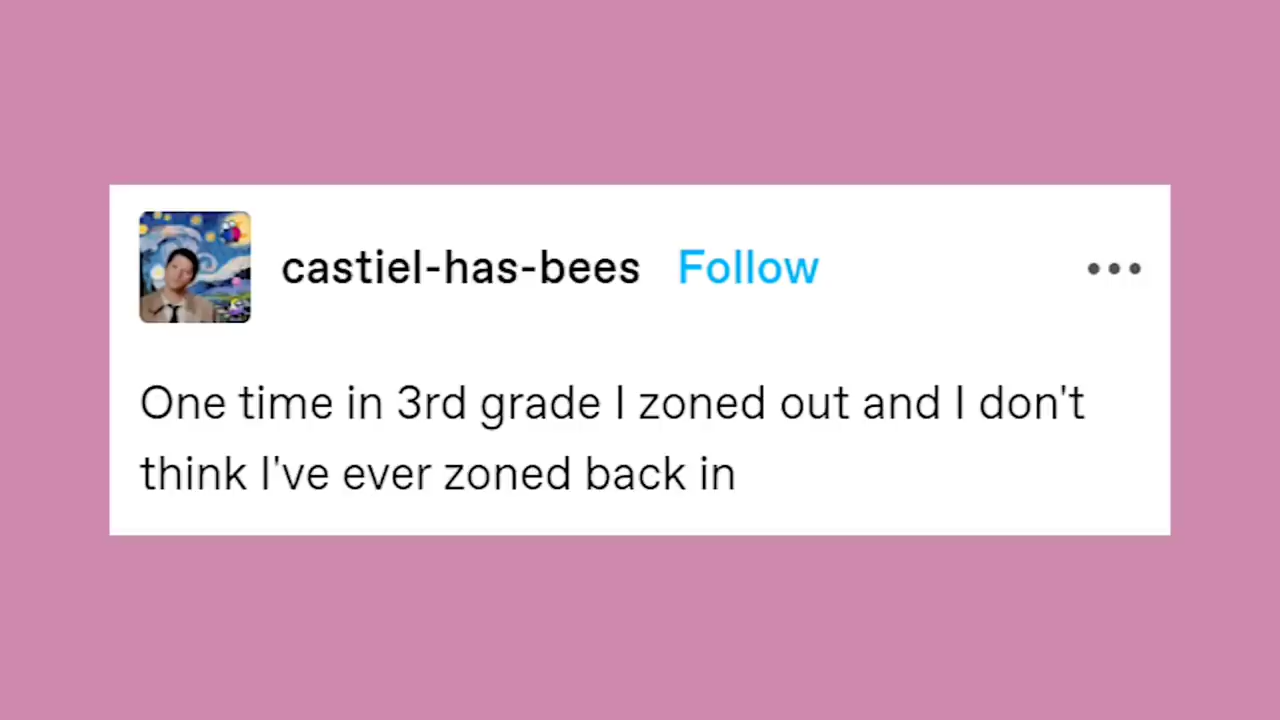 castiel-has-bees Follow
One time in 3rd grade I zoned out and I don't
think I've ever zoned back in